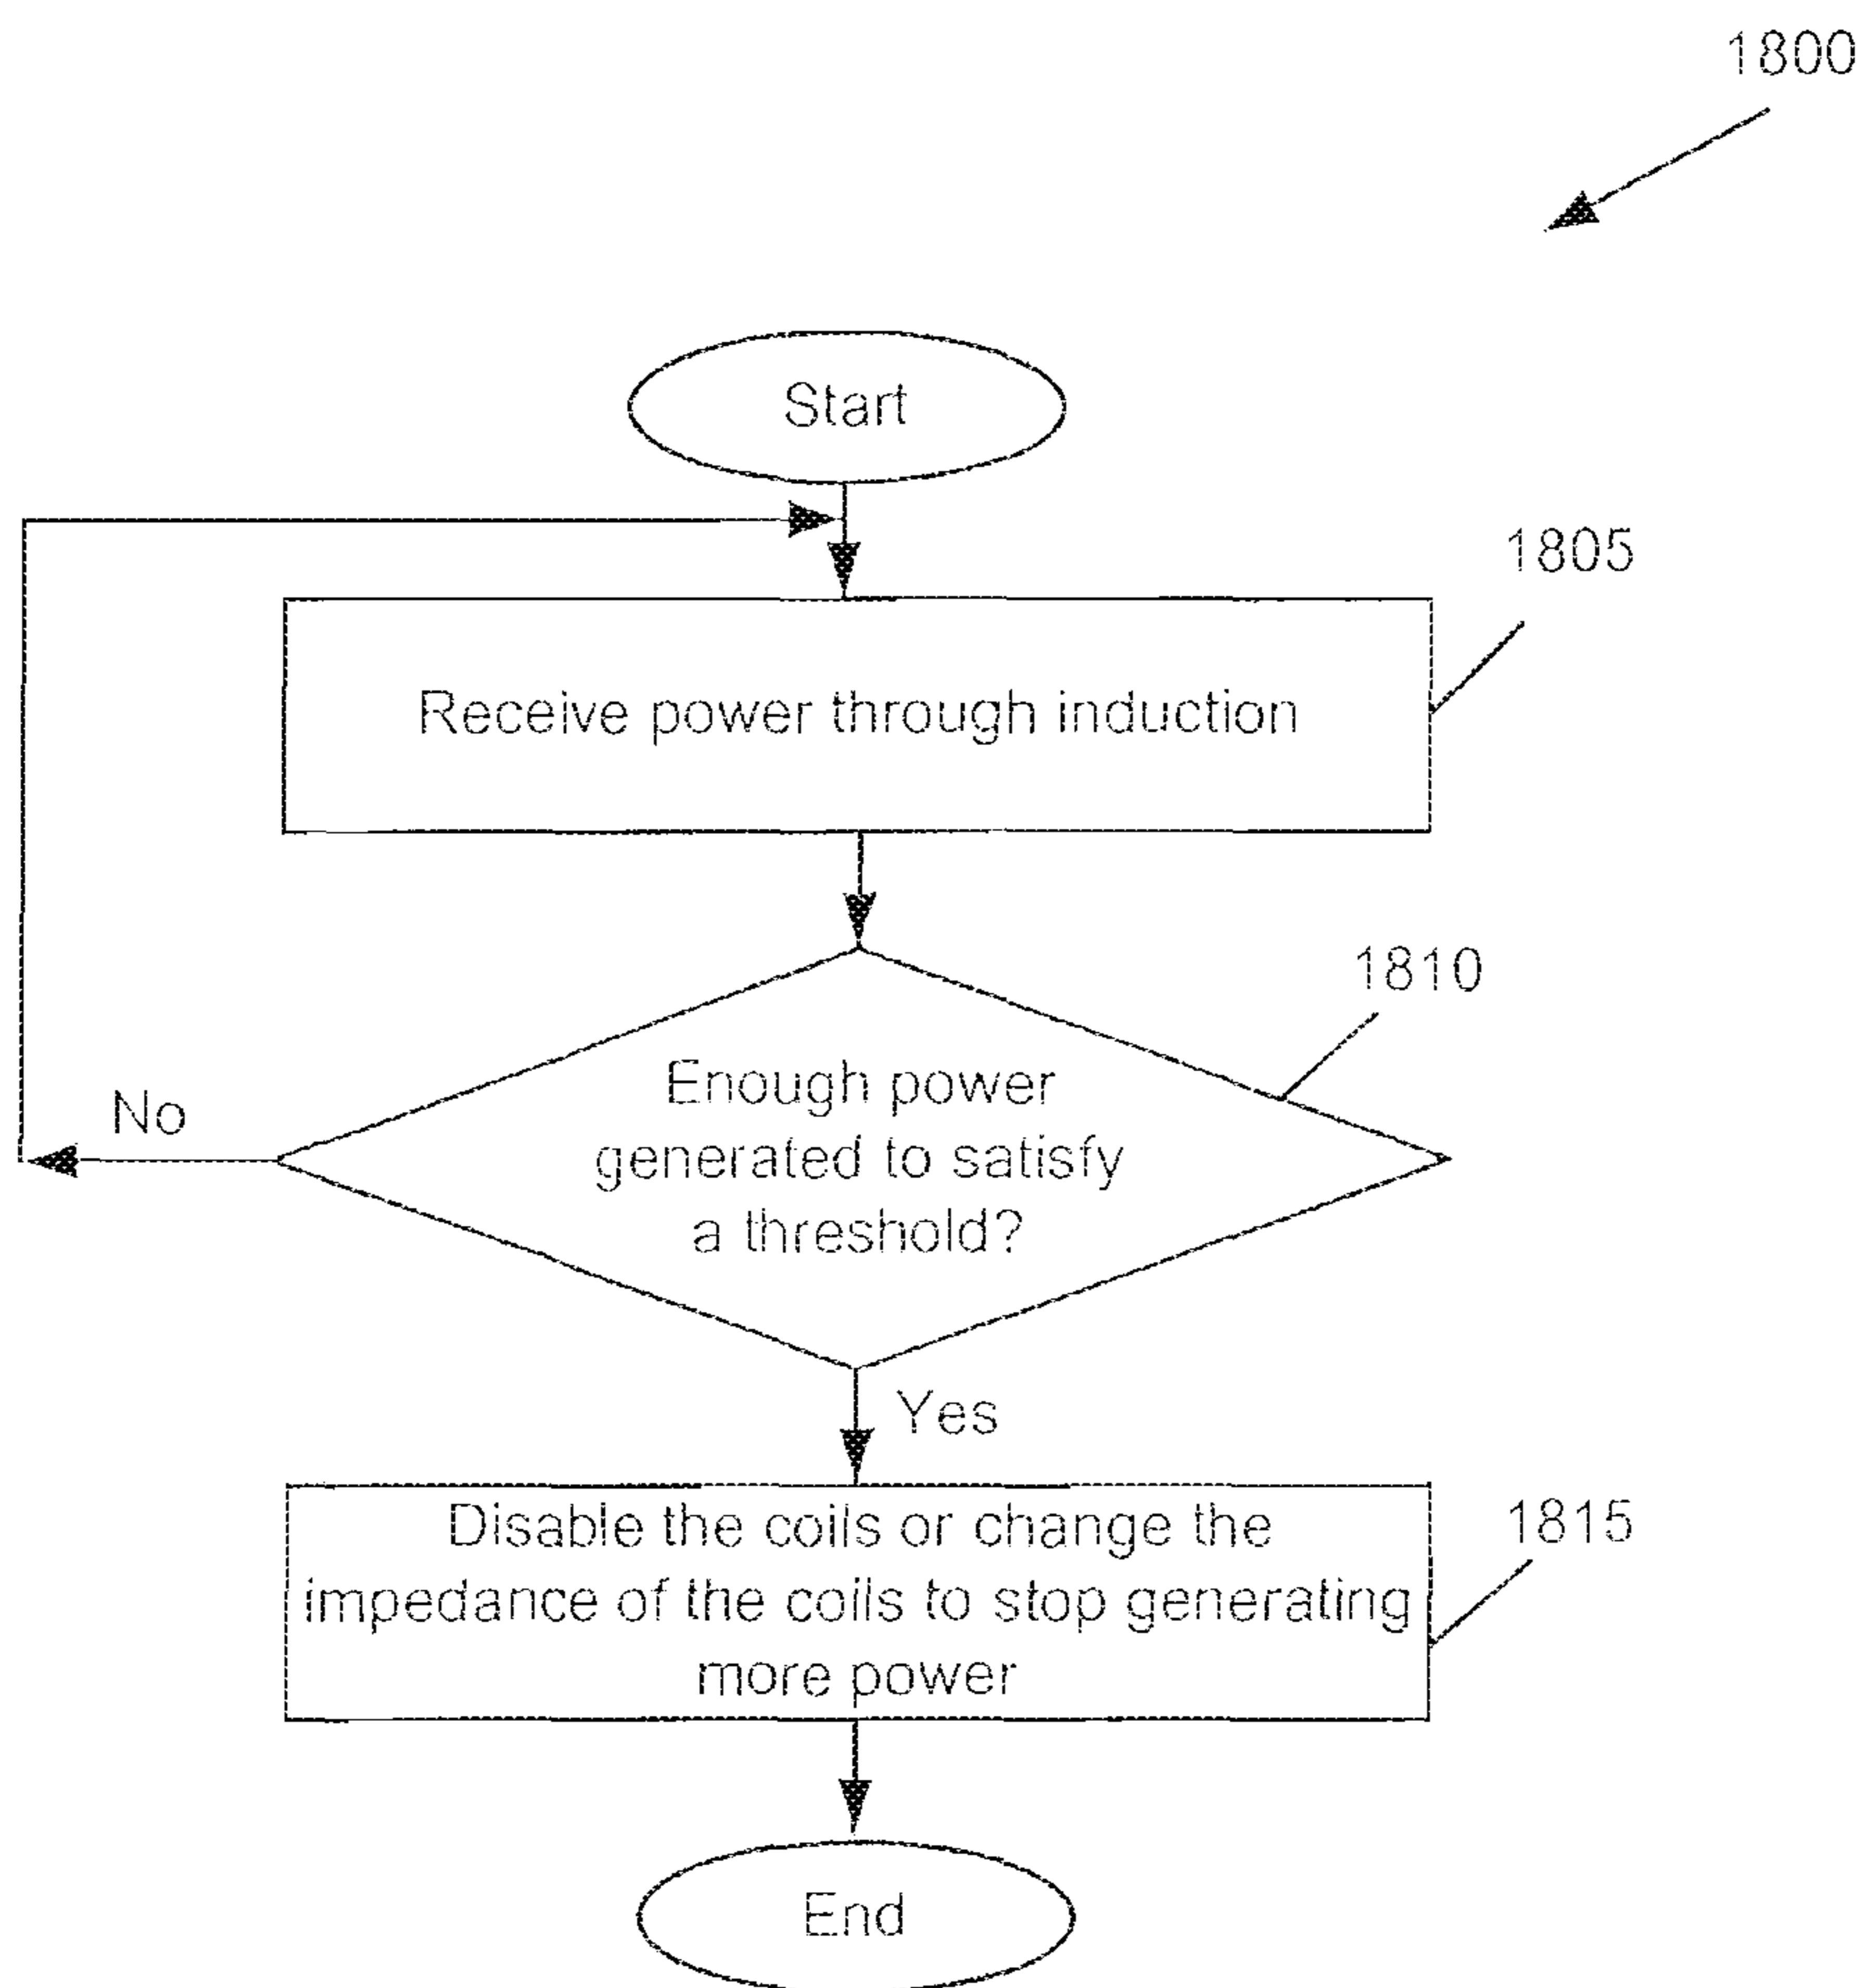 1800
Start
1805
Receive power through induction
1810
Enough power
generated to satisfy
a threshold?
No
Yes
Disable the coils or change the
impedance of the coils to stop generating
more power
1815
End